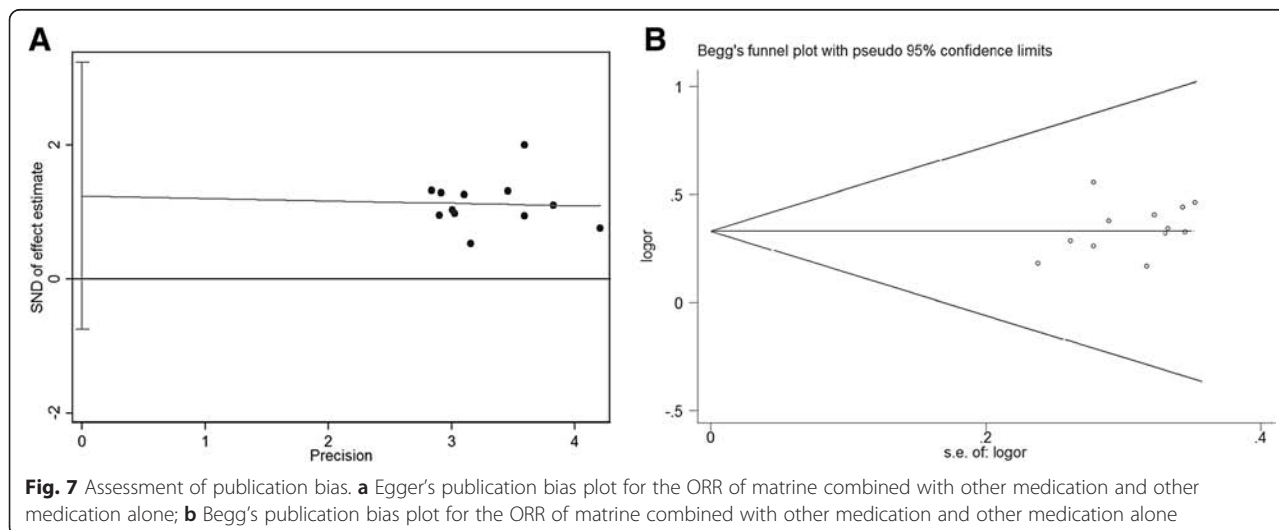 A
SND of effect estimate
2
0
-2
0 1 2 3 4
Precision
B
Begg's funnel plot with pseudo 95% confidence limits
logor
1
.5
0
-.5
0 .2 .4
s.e. of: logor
Fig. 7 Assessment of publication bias. a Egger's publication bias plot for the ORR of matrine combined with other medication and other
medication alone; b Begg's publication bias plot for the ORR of matrine combined with other medication and other medication alone